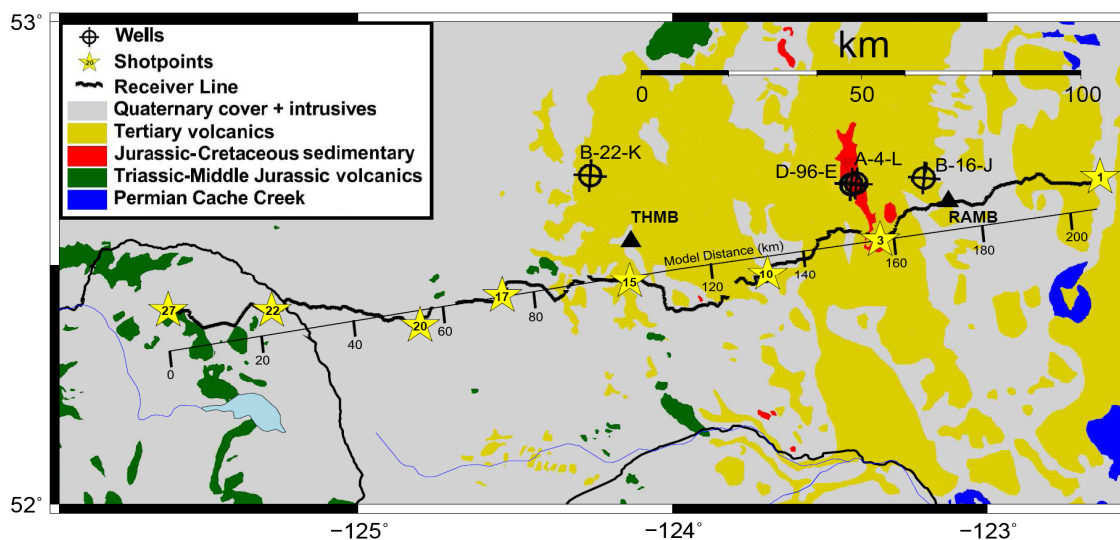 53°
Wells
20
Shotpoints
Receiver Line
Quaternary cover + intrusives
Tertiary volcanics
Jurassic-Cretaceous sedimentary
Triassic-Middle Jurassic volcanics
Permian Cache Creek
km
0 50 100
B-22-K
D-96-E
A-4-L
B-16-J
1
THMB
RAMB
3
Model Distance (km)
10
15
17
20
22
27
0 20 40 60 80 120 140 160 180 200
52°
−125° −124° −123°